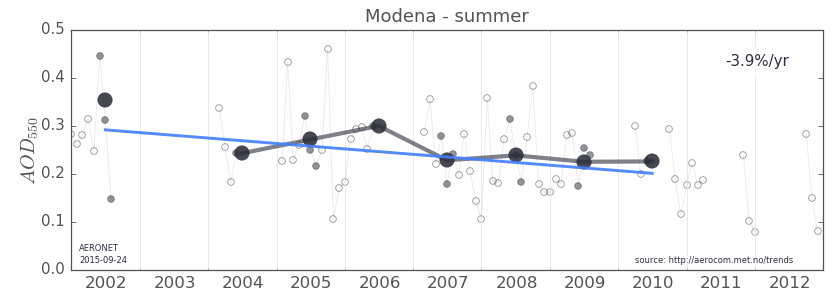 Modena - summer
0.5
-3.9%/yr
0.4
0.3
AOD550
0.2
0.1
AERONET
2015-09-24
source: http://aerocom.met.no/trends
0.0
2002 2003 2004 2005 2006 2007 2008 2009 2010 2011 2012